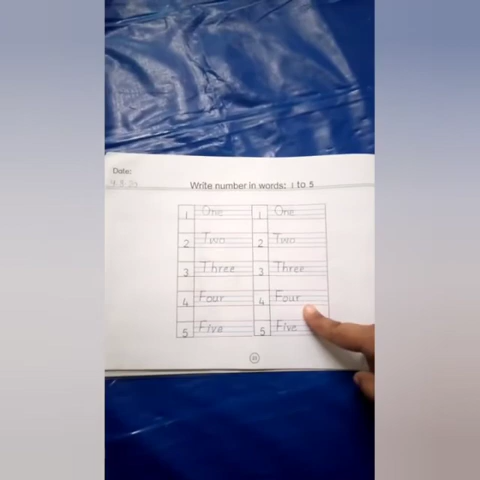 Date:
Write number in words: 1 to 5
1 One 1 One
2 Two 2 Two
3 Three 3 Three
4 Four 4 Four
5 Five 5 Five